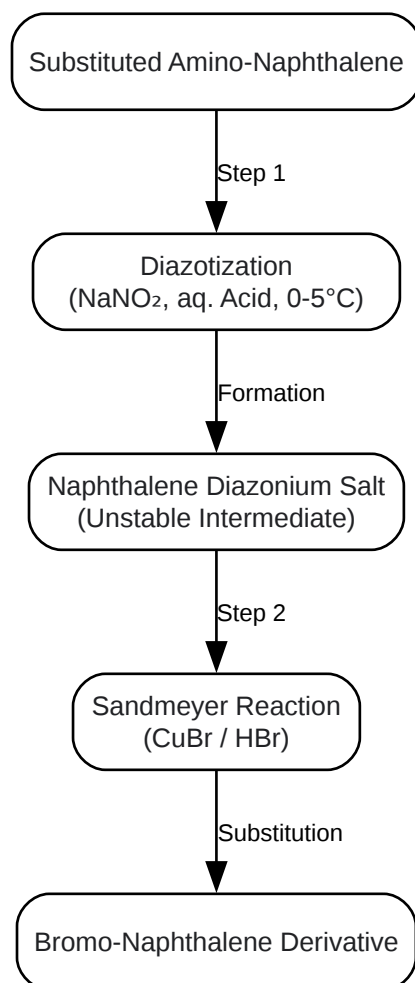 Substituted Amino-Naphthalene
Step 1
Diazotization
(NaNO₂, aq. Acid, 0-5°C)
Formation
Naphthalene Diazonium Salt
(Unstable Intermediate)
Step 2
Sandmeyer Reaction
(CuBr / HBr)
Substitution
Bromo-Naphthalene Derivative